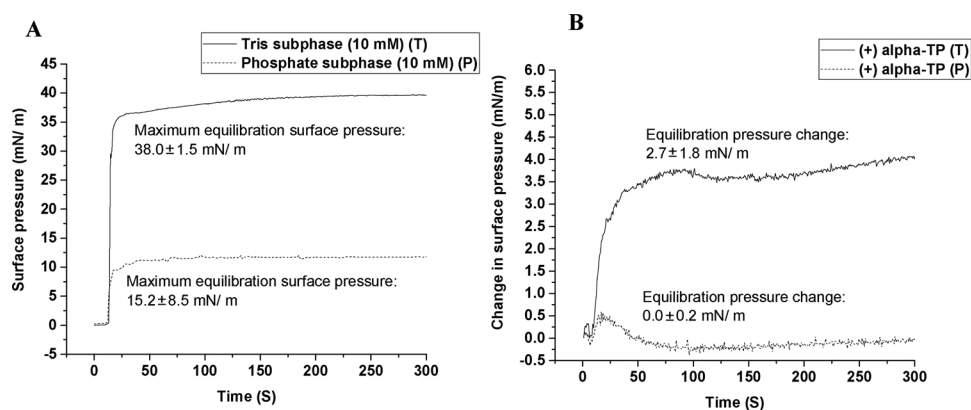 A
Tris subphase (10 mM) (T)
Phosphate subphase (10 mM) (P)
Surface pressure (mN/ m)
45
40
35
30
25
20
15
10
5
0
-5
Maximum equilibration surface pressure:
38.0±1.5 mN/ m
Maximum equilibration surface pressure:
15.2±8.5 mN/ m
0 50 100 150 200 250 300
Time (S)
B
(+) alpha-TP (T)
(+) alpha-TP (P)
Change in surface pressure (mN/m)
6.0
5.5
5.0
4.5
4.0
3.5
3.0
2.5
2.0
1.5
1.0
0.5
0.0
-0.5
Equilibration pressure change:
2.7±1.8 mN/ m
Equilibration pressure change:
0.0±0.2 mN/ m
0 50 100 150 200 250 300
Time (S)